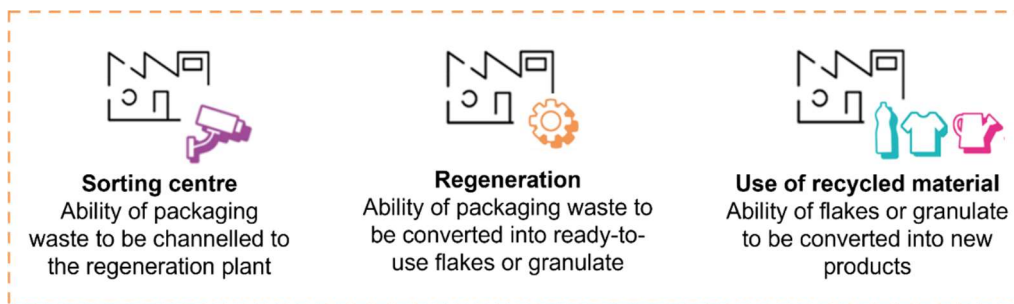 Sorting centre
Ability of packaging
waste to be channelled to
the regeneration plant
Regeneration
Ability of packaging waste to
be converted into ready-to-
use flakes or granulate
Use of recycled material
Ability of flakes or granulate
to be converted into new
products